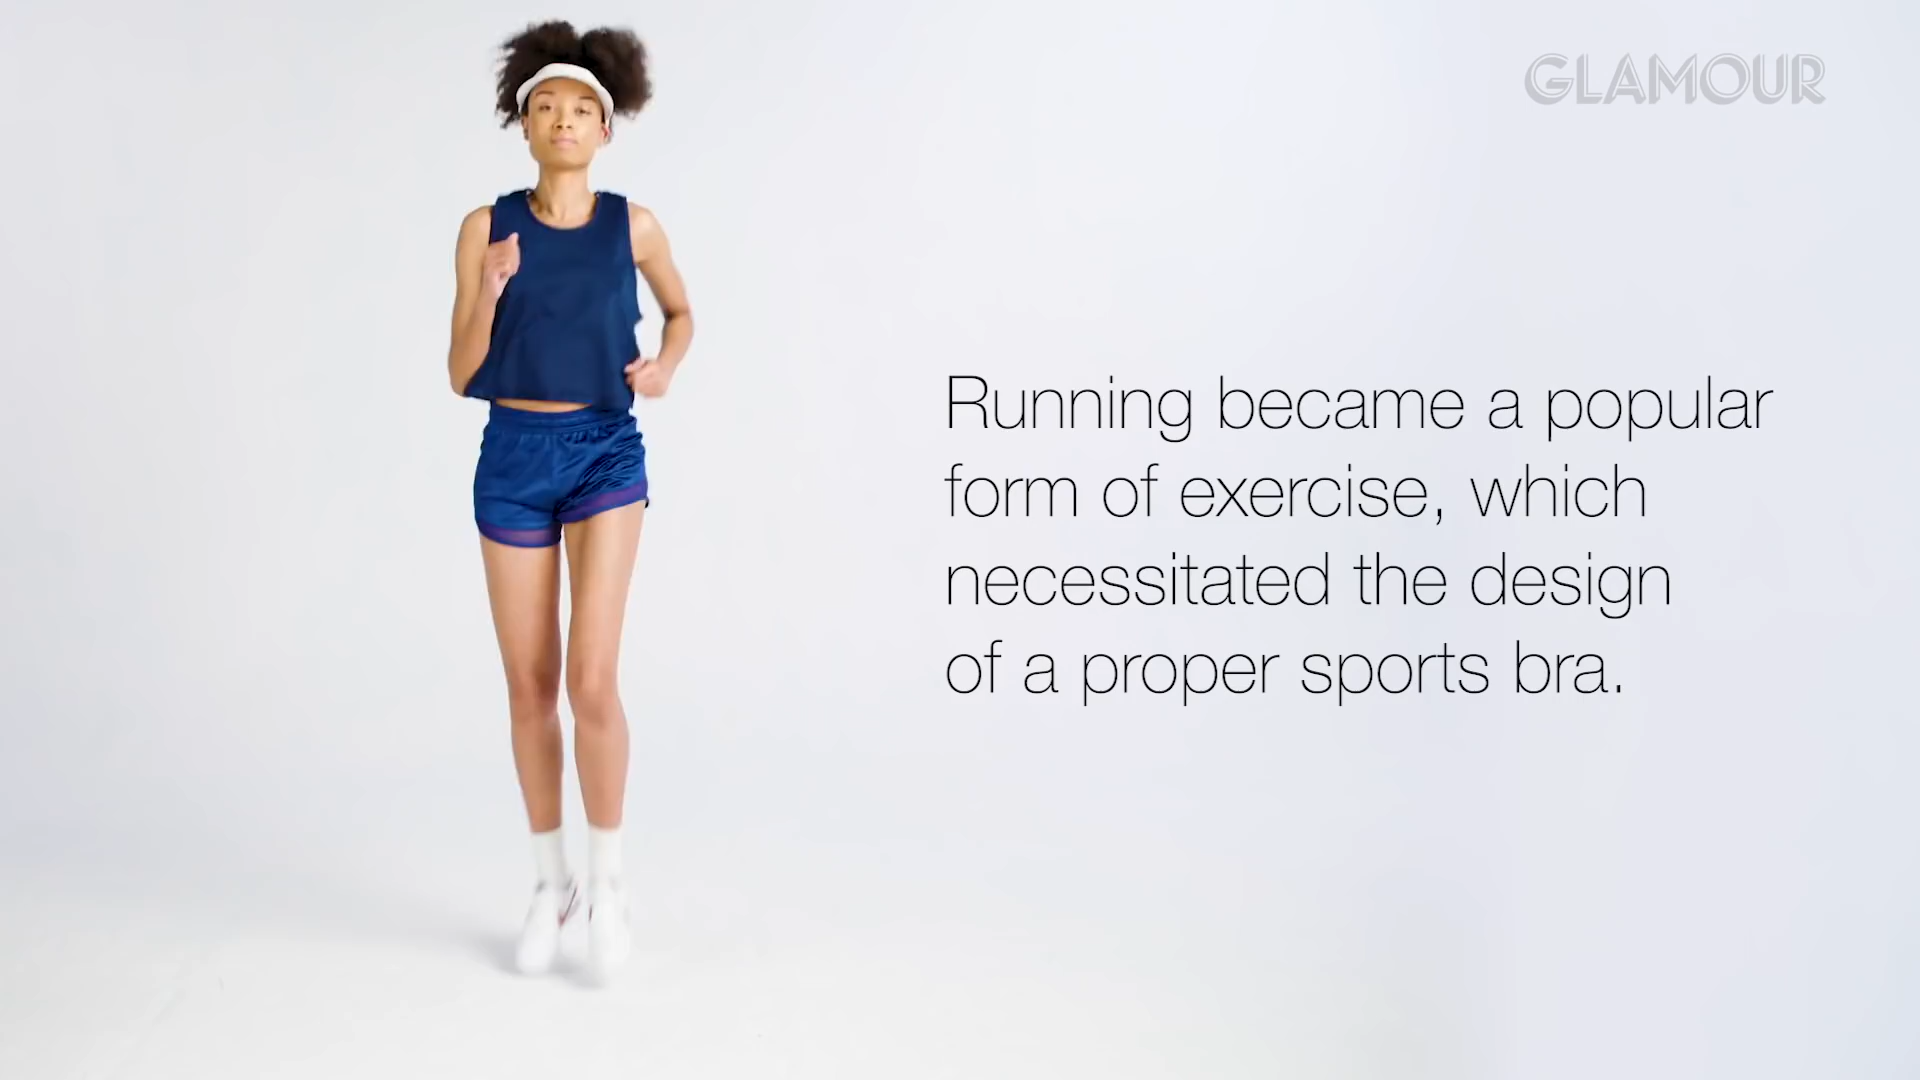 GLAMOUR
Running became a popular
form of exercise, which
necessitated the design
of a proper sports bra.